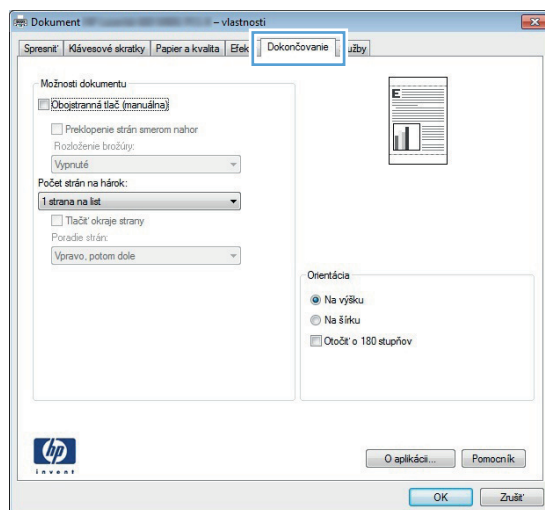 Dokument – vlastnosti
Spresniť Klávesové skratky Papier a kvalita Efek Dokončovanie užby
Možnosti dokumentu
Obojstranná tlač (manuálna)
Preklopenie strán smerom nahor
Rozloženie brožúry:
Vypnuté
Počet strán na hárok:
1 strana na list
Tlačiť okraje strany
Poradie strán:
Vpravo, potom dole
E
Orientácia
Na výšku
Na šírku
Otočiť o 180 stupňov
hp
invent
O aplikácii... Pomocník
OK Zrušiť